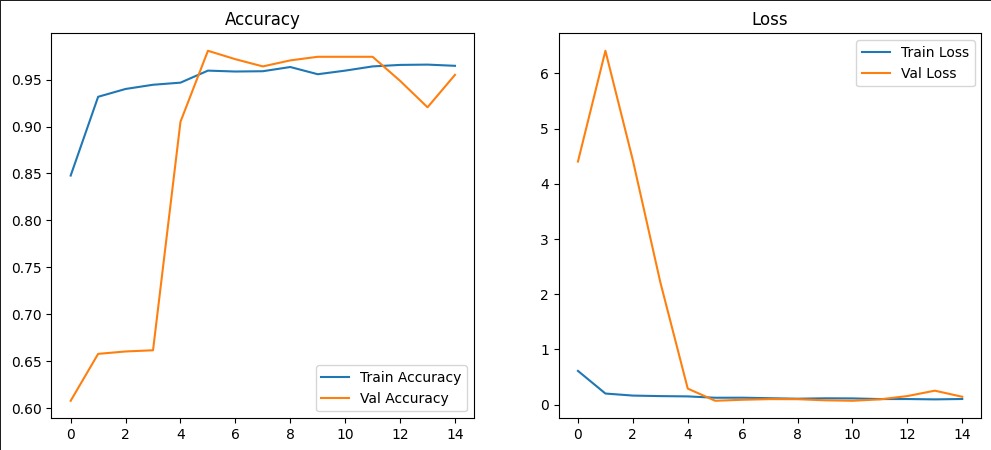 Accuracy
0.95
0.90
0.85
0.80
0.75
0.70
0.65
0.60
Train Accuracy
Val Accuracy
0 2 4 6 8 10 12 14
Loss
Train Loss
Val Loss
6
5
4
3
2
1
0
0 2 4 6 8 10 12 14